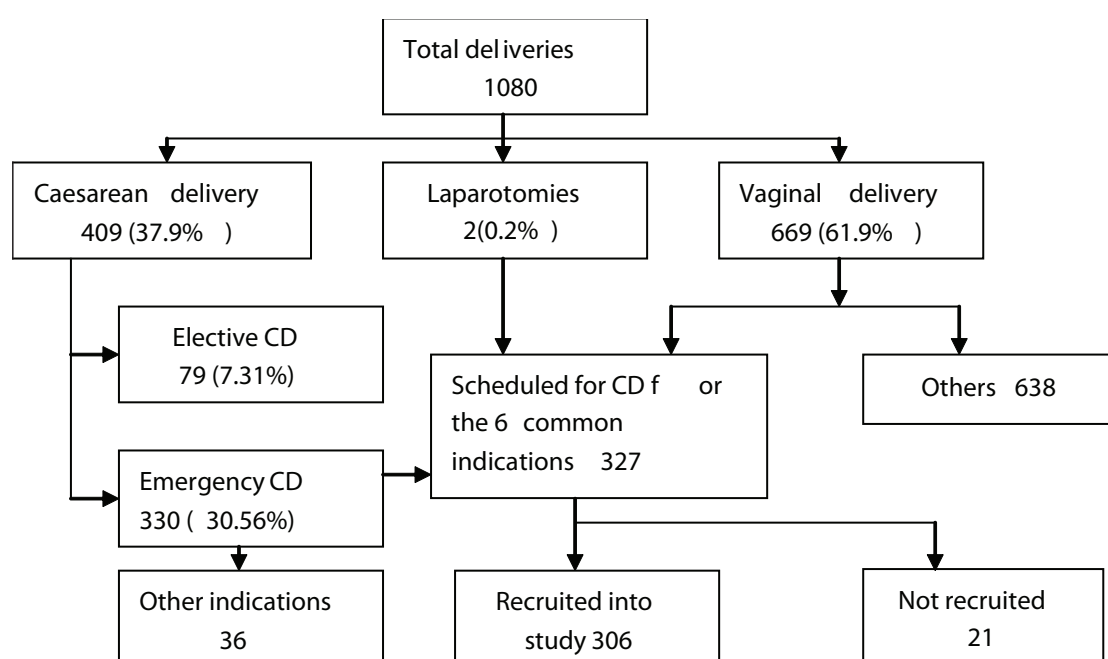 Total deliveries
1080
Caesarean delivery
409 (37.9% )
Laparotomies
2(0.2% )
Vaginal delivery
669 (61.9% )
Elective CD
79 (7.31%)
Scheduled for CD f or
the 6 common
indications 327
Others 638
Emergency CD
330 ( 30.56%)
Other indications
36
Recruited into
study 306
Not recruited
21